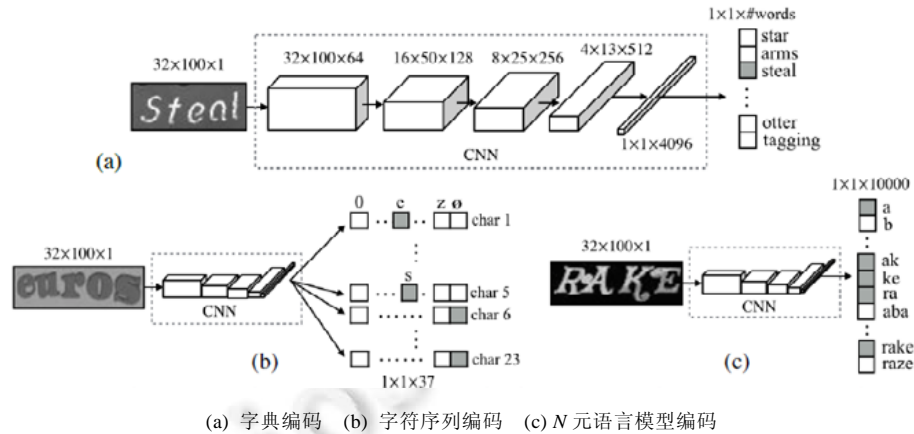 1×1×#words
star
arms
steal
otter
tagging
32×100×1
Steal
32×100×64
16×50×128
8×25×256
4×13×512
1×1×4096
CNN
(a)
0 e z ø
char 1
s
char 5
char 6
char 23
1×1×37
32×100×1
euros
CNN
(b)
32×100×1
RAKE
CNN
(c)
1×1×10000
a
b
ak
ke
ra
aba
rake
raze
(a) 字典编码 (b) 字符序列编码 (c) N 元语言模型编码